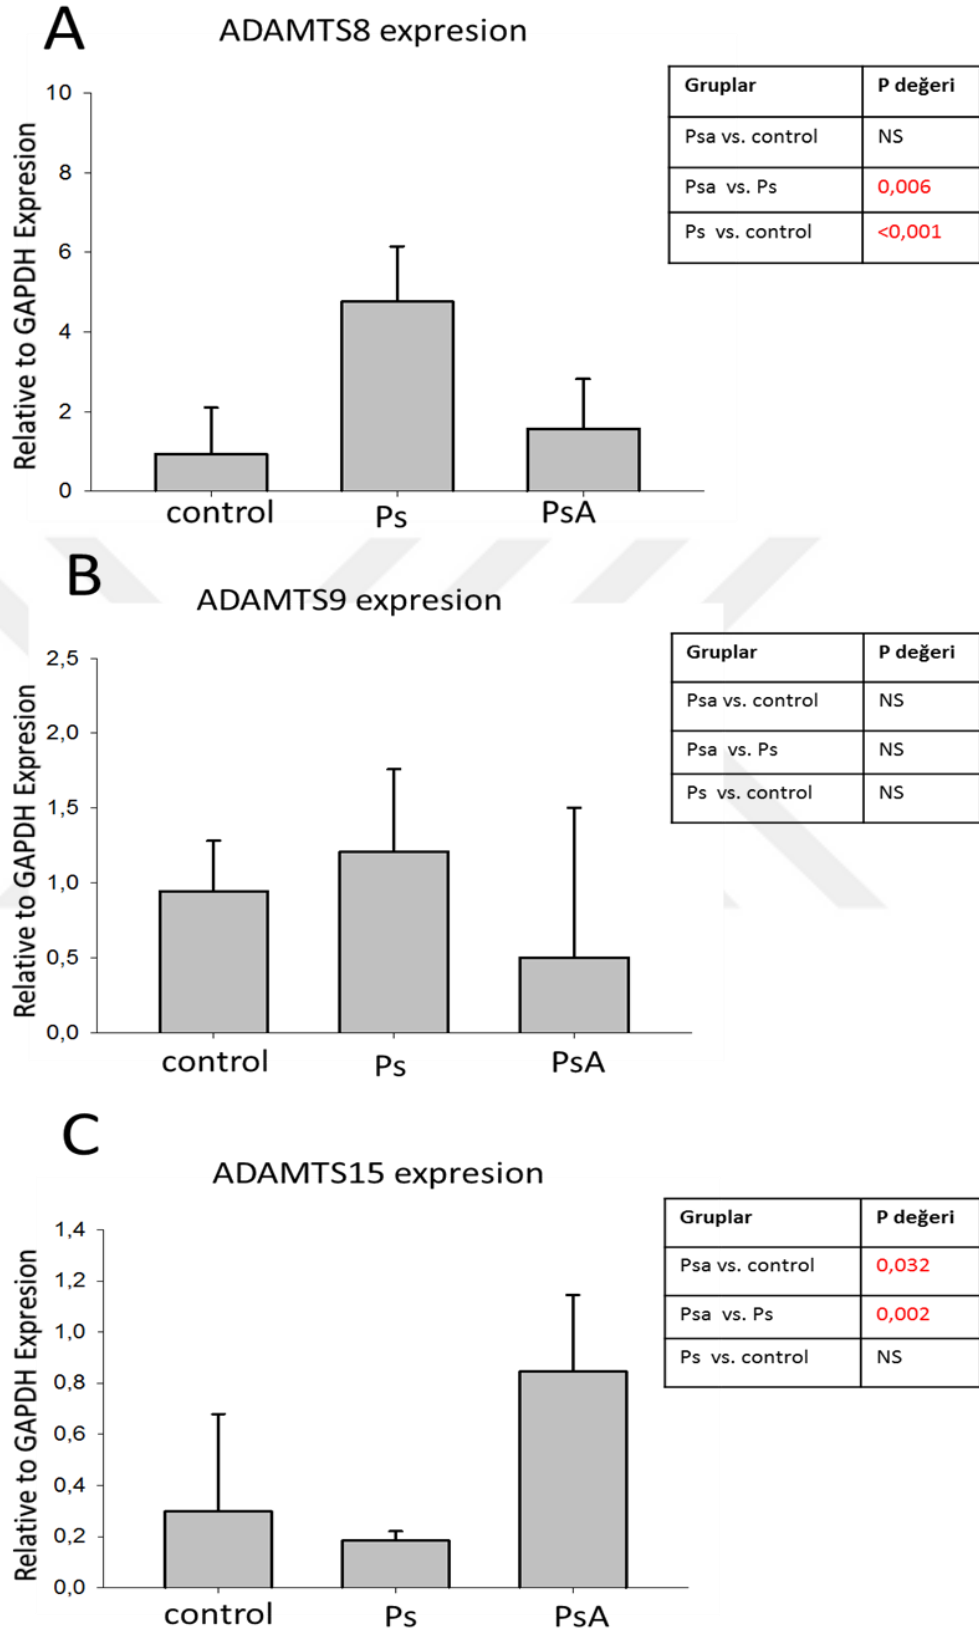 A
ADAMTS8 expresion
Relative to GAPDH Expresion
10
8
6
4
2
0
control Ps PsA
Gruplar P değeri
Psa vs. control NS
Psa vs. Ps 0,006
Ps vs. control <0,001
B
ADAMTS9 expresion
Relative to GAPDH Expresion
2,5
2,0
1,5
1,0
0,5
0,0
control Ps PsA
Gruplar P değeri
Psa vs. control NS
Psa vs. Ps NS
Ps vs. control NS
C
ADAMTS15 expresion
Relative to GAPDH Expresion
1,4
1,2
1,0
0,8
0,6
0,4
0,2
0,0
control Ps PsA
Gruplar P değeri
Psa vs. control 0,032
Psa vs. Ps 0,002
Ps vs. control NS